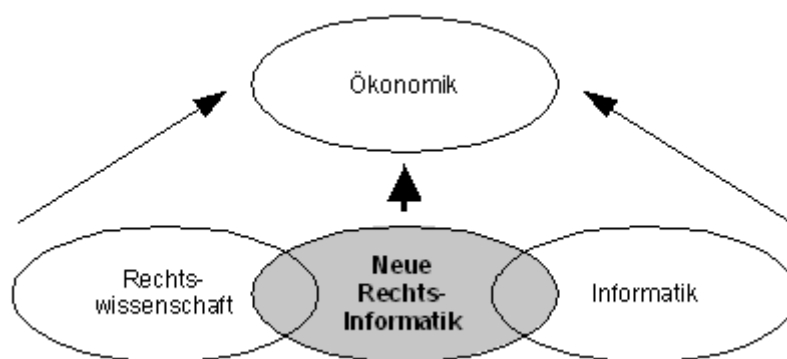 Ökonomik
Rechts-
wissenschaft
Neue
Rechts-
Informatik
Informatik